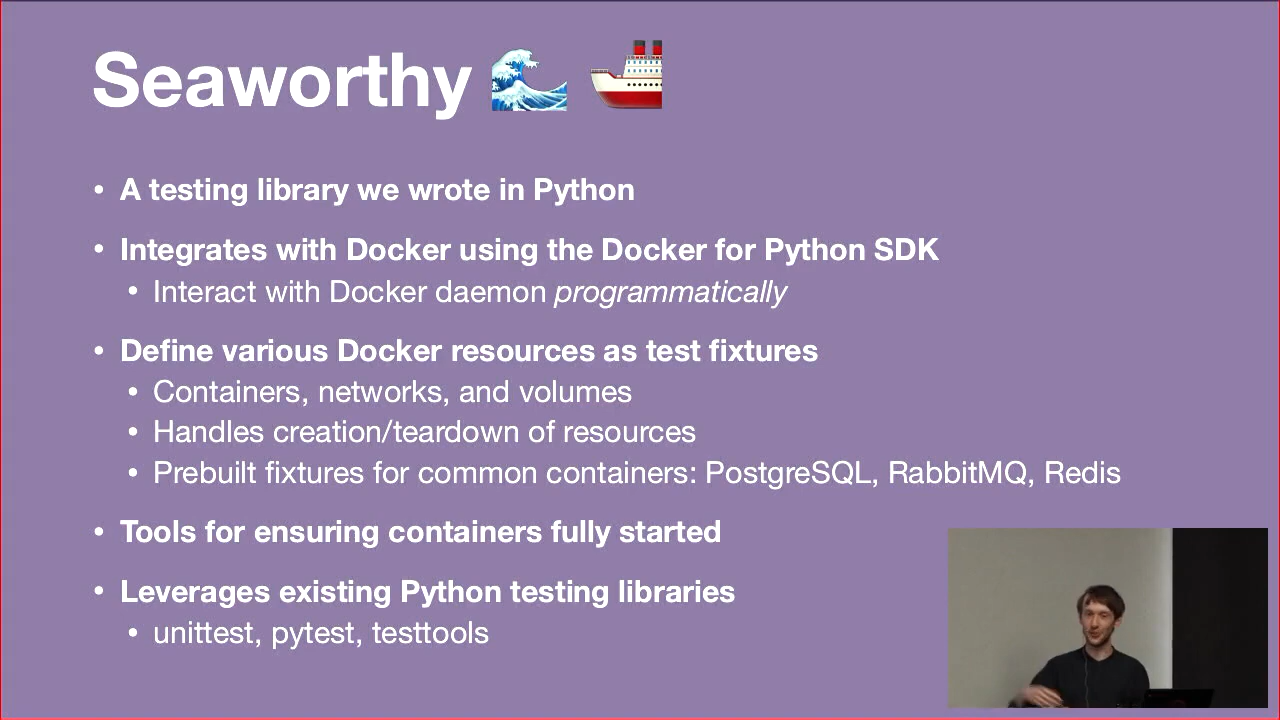 Seaworthy 🌊 🚢
• A testing library we wrote in Python
• Integrates with Docker using the Docker for Python SDK
• Interact with Docker daemon programmatically
• Define various Docker resources as test fixtures
• Containers, networks, and volumes
• Handles creation/teardown of resources
• Prebuilt fixtures for common containers: PostgreSQL, RabbitMQ, Redis
• Tools for ensuring containers fully started
• Leverages existing Python testing libraries
• unittest, pytest, testtools